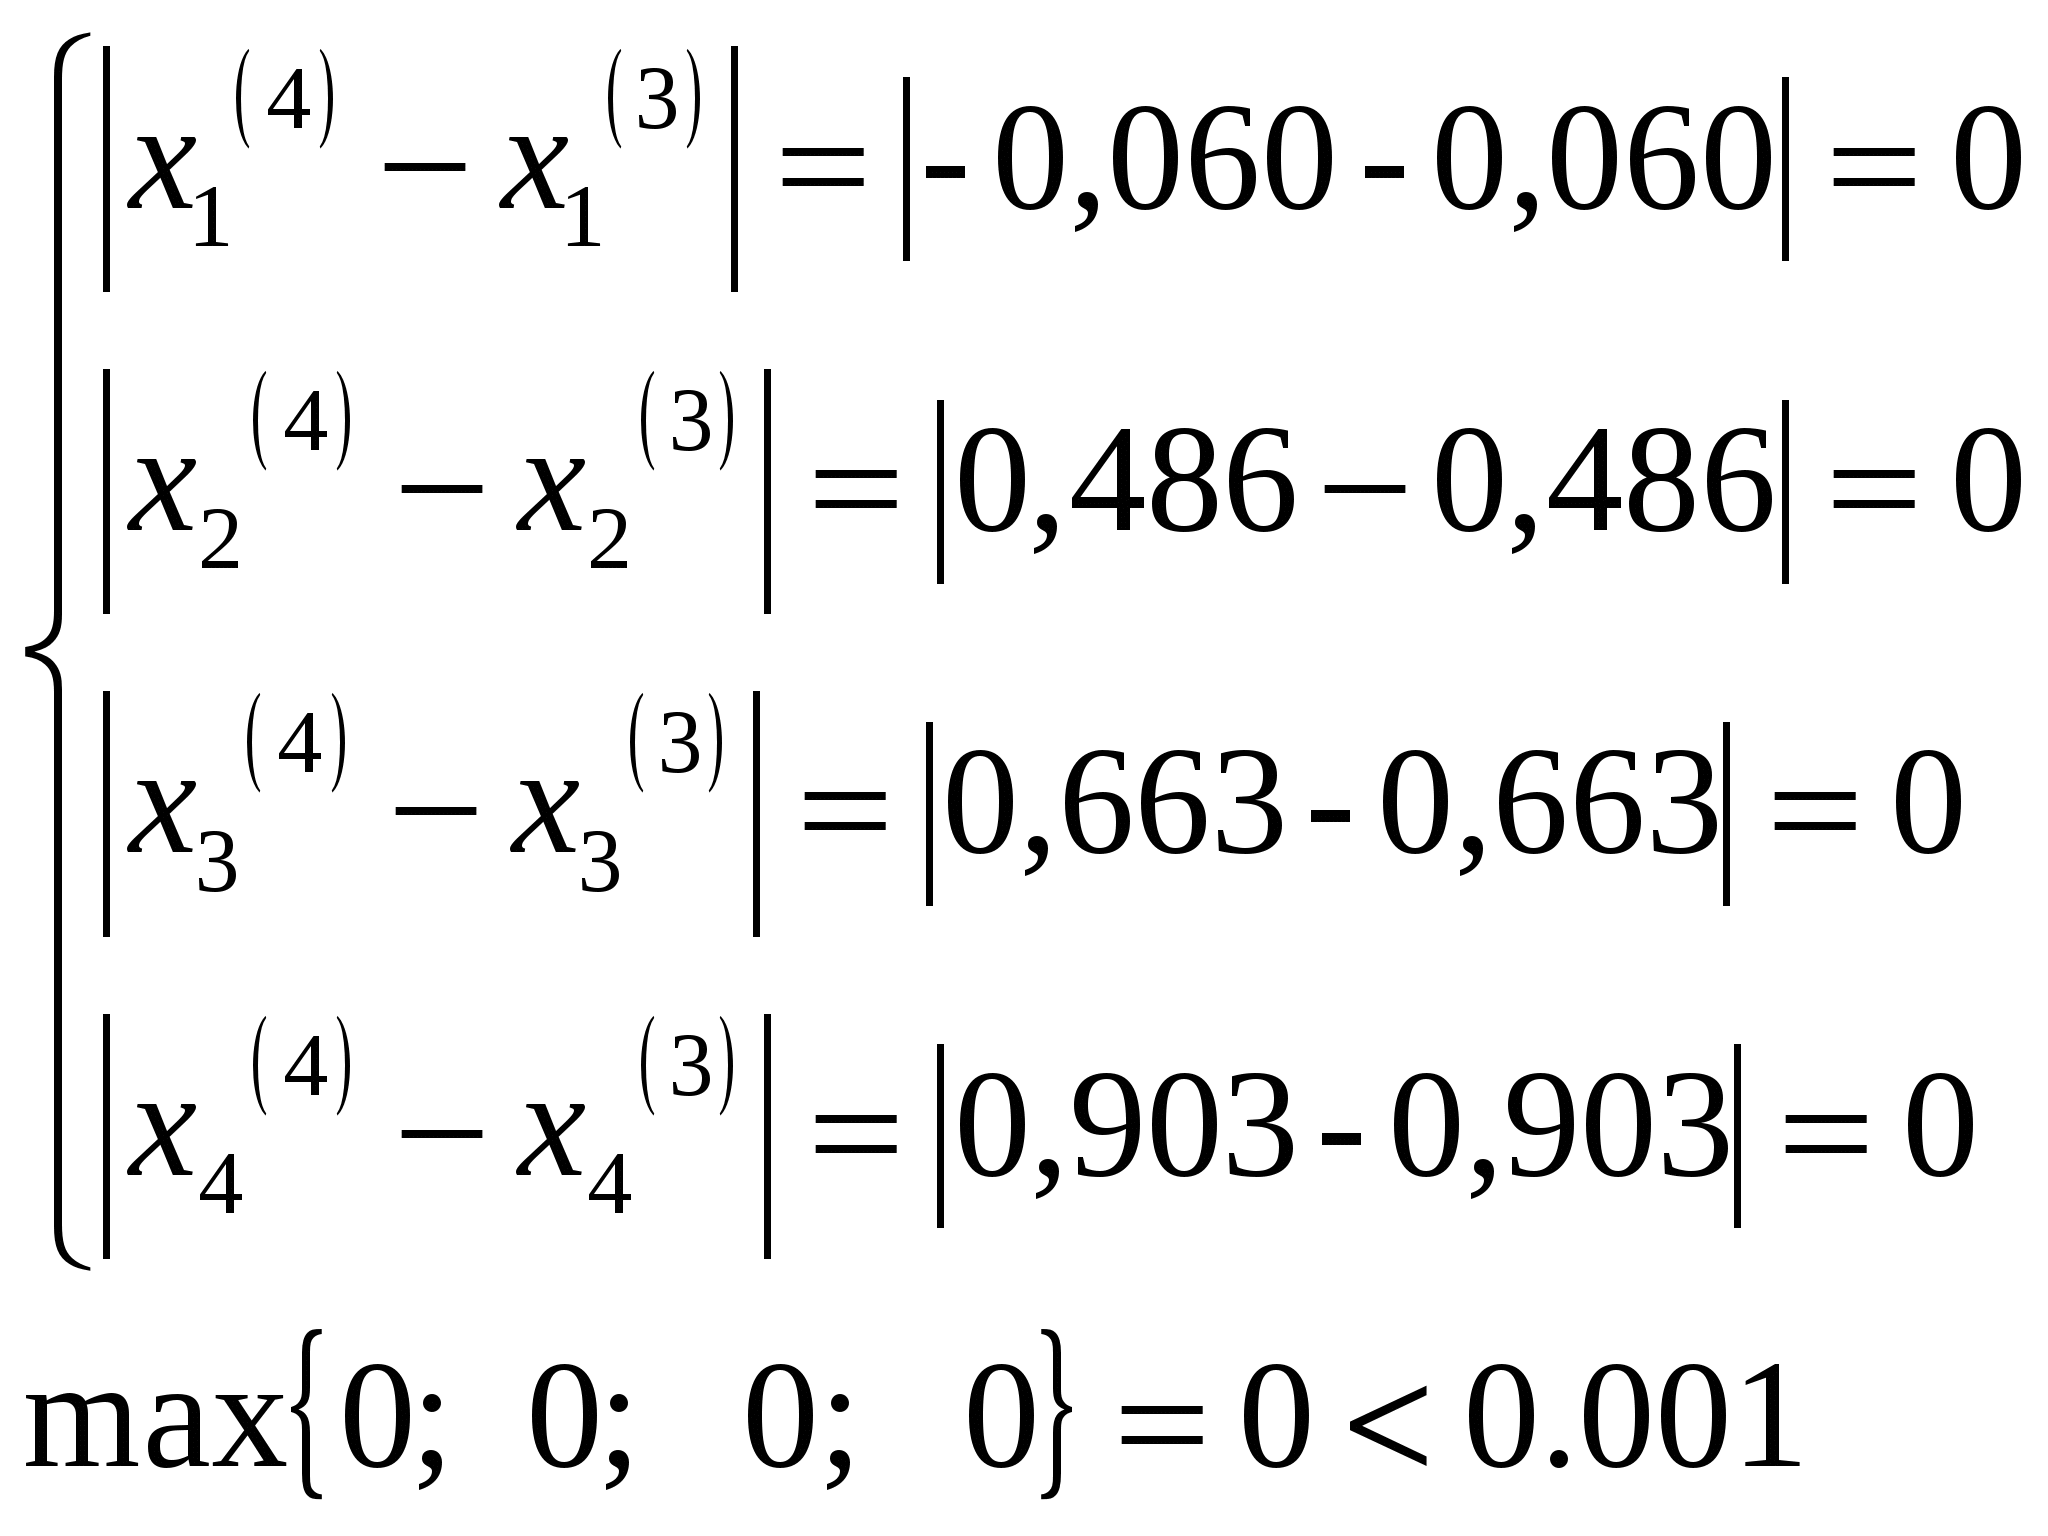 |x₁⁽⁴⁾ − x₁⁽³⁾| = |- 0,060 - 0,060| = 0
|x₂⁽⁴⁾ − x₂⁽³⁾| = |0,486 − 0,486| = 0
|x₃⁽⁴⁾ − x₃⁽³⁾| = |0,663 - 0,663| = 0
|x₄⁽⁴⁾ − x₄⁽³⁾| = |0,903 - 0,903| = 0
max{0; 0; 0; 0} = 0 < 0.001